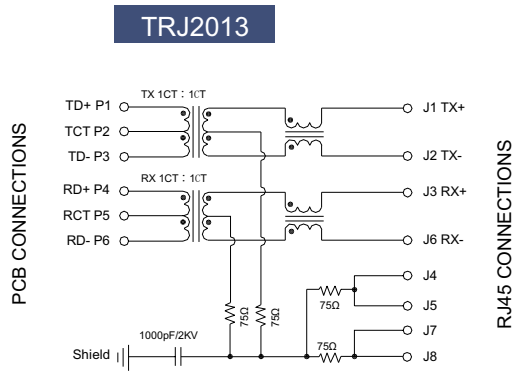 TRJ2013
TX 1CT : 1CT
TD+ P1
TCT P2
TD- P3
RX 1CT : 1CT
RD+ P4
RCT P5
RD- P6
PCB CONNECTIONS
J1 TX+
J2 TX-
J3 RX+
J6 RX-
J4
J5
J7
J8
RJ45 CONNECTIONS
75Ω
75Ω
75Ω
75Ω
1000pF/2KV
Shield